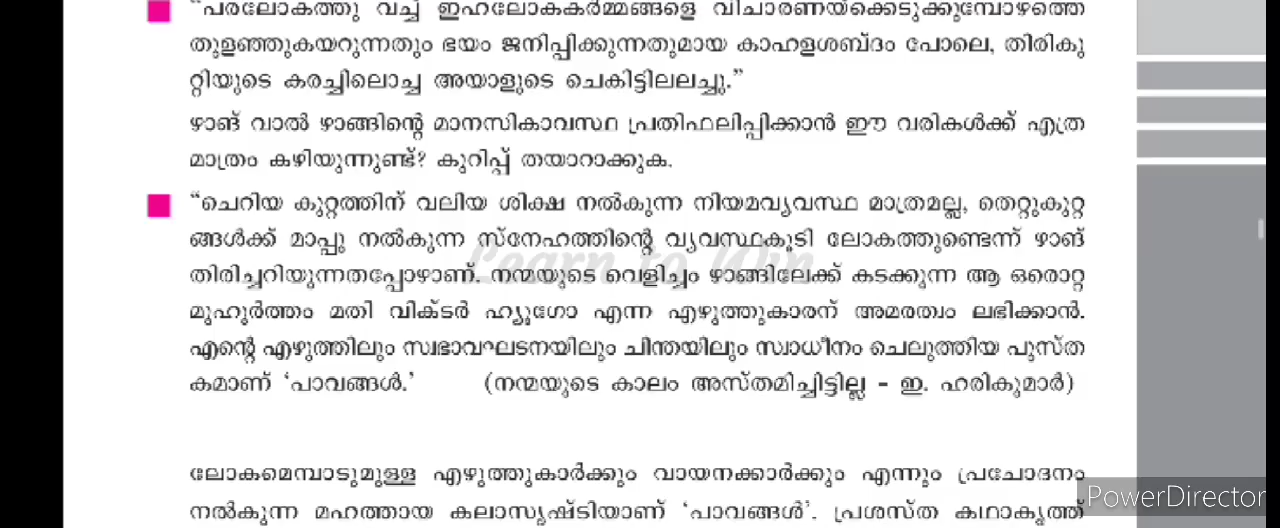 “പരലോകത്തു വച്ച് ഇഹലോകകർമ്മങ്ങളെ വിചാരണയ്ക്കെടുക്കുമ്പോഴത്തെ
തുളഞ്ഞുകയറുന്നതും ഭയം ജനിപ്പിക്കുന്നതുമായ കാഹളശബ്ദം പോലെ, തിരികു
റ്റിയുടെ കരച്ചിലൊച്ച അയാളുടെ ചെകിട്ടിലലച്ചു.”
ഴാങ് വാൽ ഴാങ്ങിന്റെ മാനസികാവസ്ഥ പ്രതിഫലിപ്പിക്കാൻ ഈ വരികൾക്ക് എത്ര
മാത്രം കഴിയുന്നുണ്ട്? കുറിപ്പ് തയാറാക്കുക.
“ചെറിയ കുറ്റത്തിന് വലിയ ശിക്ഷ നൽകുന്ന നിയമവ്യവസ്ഥ മാത്രമല്ല, തെറ്റുകുറ്റ
ങ്ങൾക്ക് മാപ്പു നൽകുന്ന സ്നേഹത്തിന്റെ വ്യവസ്ഥകൂടി ലോകത്തുണ്ടെന്ന് ഴാങ്
തിരിച്ചറിയുന്നതപ്പോഴാണ്. നന്മയുടെ വെളിച്ചം ഴാങ്ങിലേക്ക് കടക്കുന്ന ആ ഒരൊറ്റ
മുഹൂർത്തം മതി വിക്ടർ ഹ്യൂഗോ എന്ന എഴുത്തുകാരന് അമരത്വം ലഭിക്കാൻ.
എന്റെ എഴുത്തിലും സ്വഭാവഘടനയിലും ചിന്തയിലും സ്വാധീനം ചെലുത്തിയ പുസ്ത
കമാണ് ‘പാവങ്ങൾ.’ (നന്മയുടെ കാലം അസ്തമിച്ചിട്ടില്ല - ഇ. ഹരികുമാർ)
Learn to Win
ലോകമെമ്പാടുമുള്ള എഴുത്തുകാർക്കും വായനക്കാർക്കും എന്നും പ്രചോദനം
നൽകുന്ന മഹത്തായ കലാസൃഷ്ടിയാണ് ‘പാവങ്ങൾ’. പ്രശസ്ത കഥാകൃത്ത്
PowerDirector